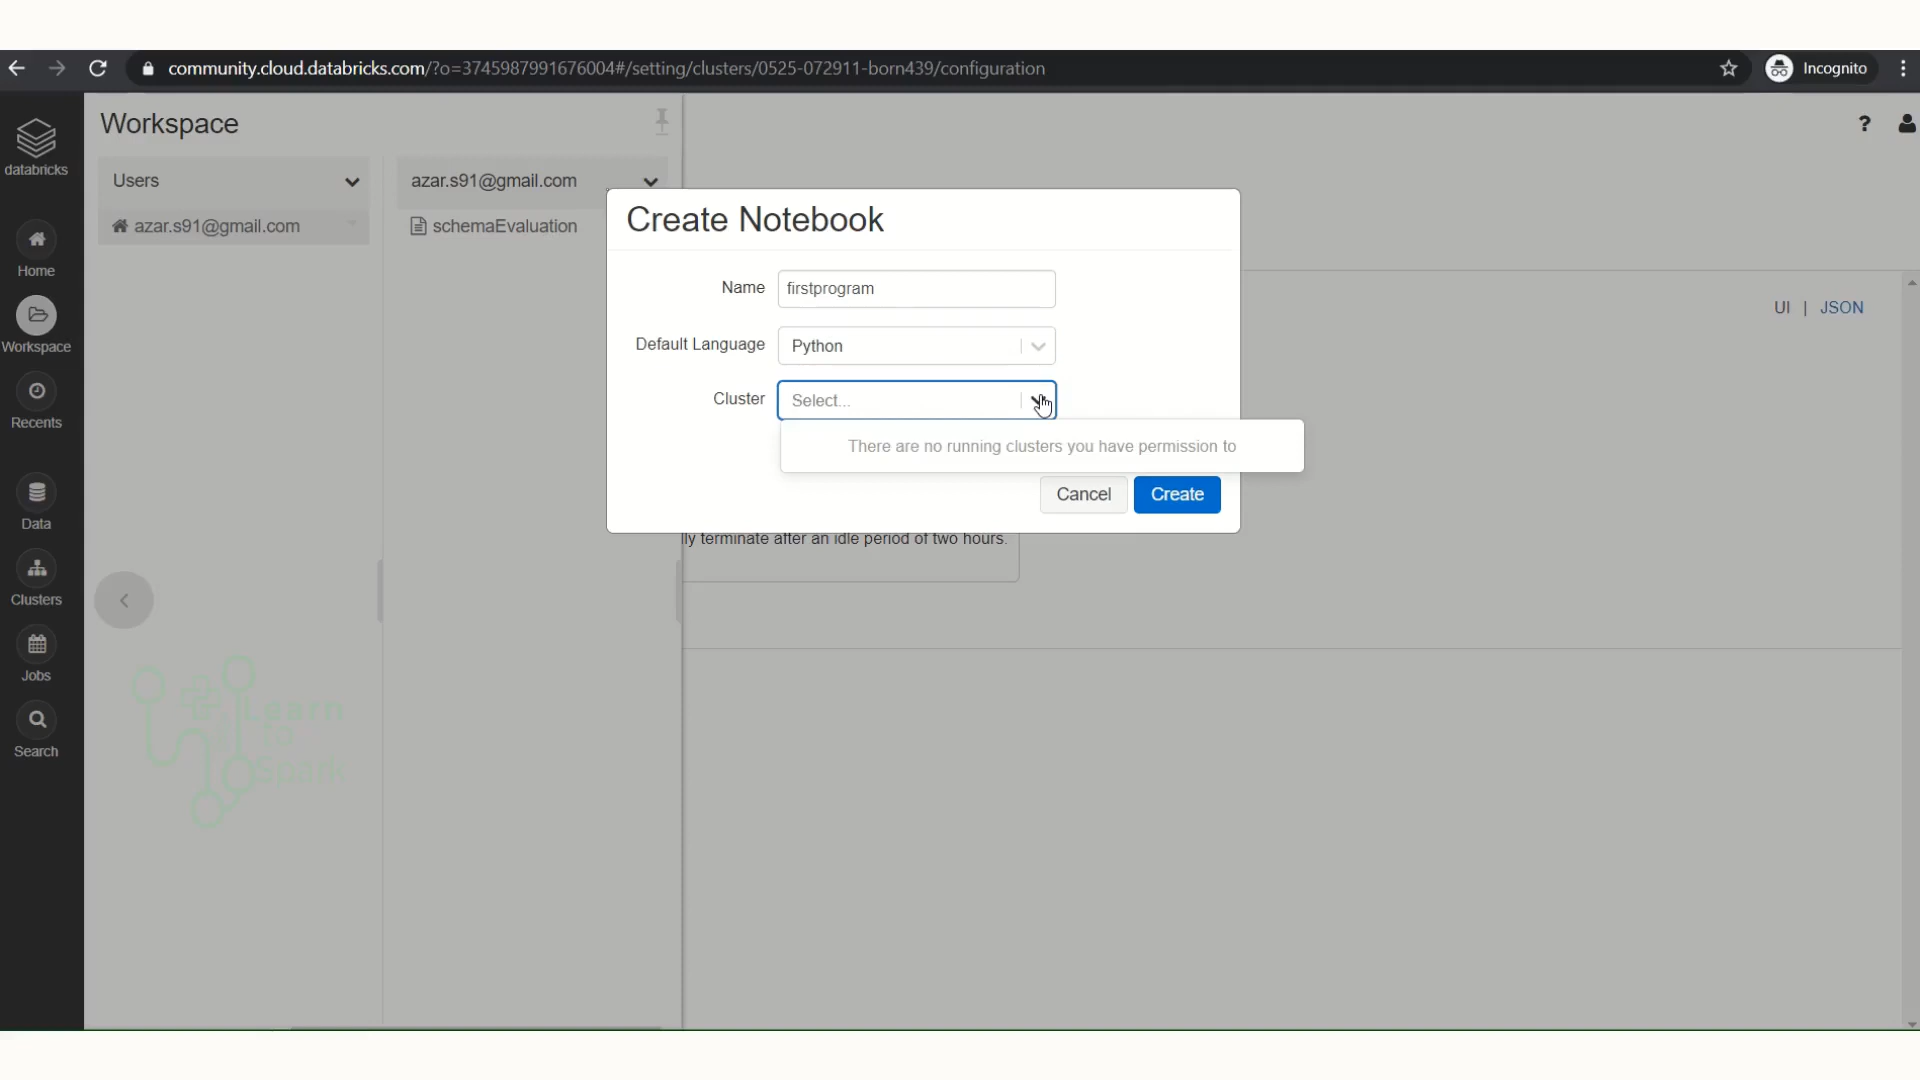 community.cloud.databricks.com/?o=3745987991676004#/setting/clusters/0525-072911-born439/configuration
Incognito
databricks
Workspace
?
Users
azar.s91@gmail.com
azar.s91@gmail.com
schemaEvaluation
Home
Workspace
Recents
Data
Clusters
Jobs
Search
Create Notebook
Name firstprogram
Default Language Python
Cluster Select...
There are no running clusters you have permission to
Cancel Create
UI | JSON
lly terminate after an idle period of two hours.
Learn
to
Spark